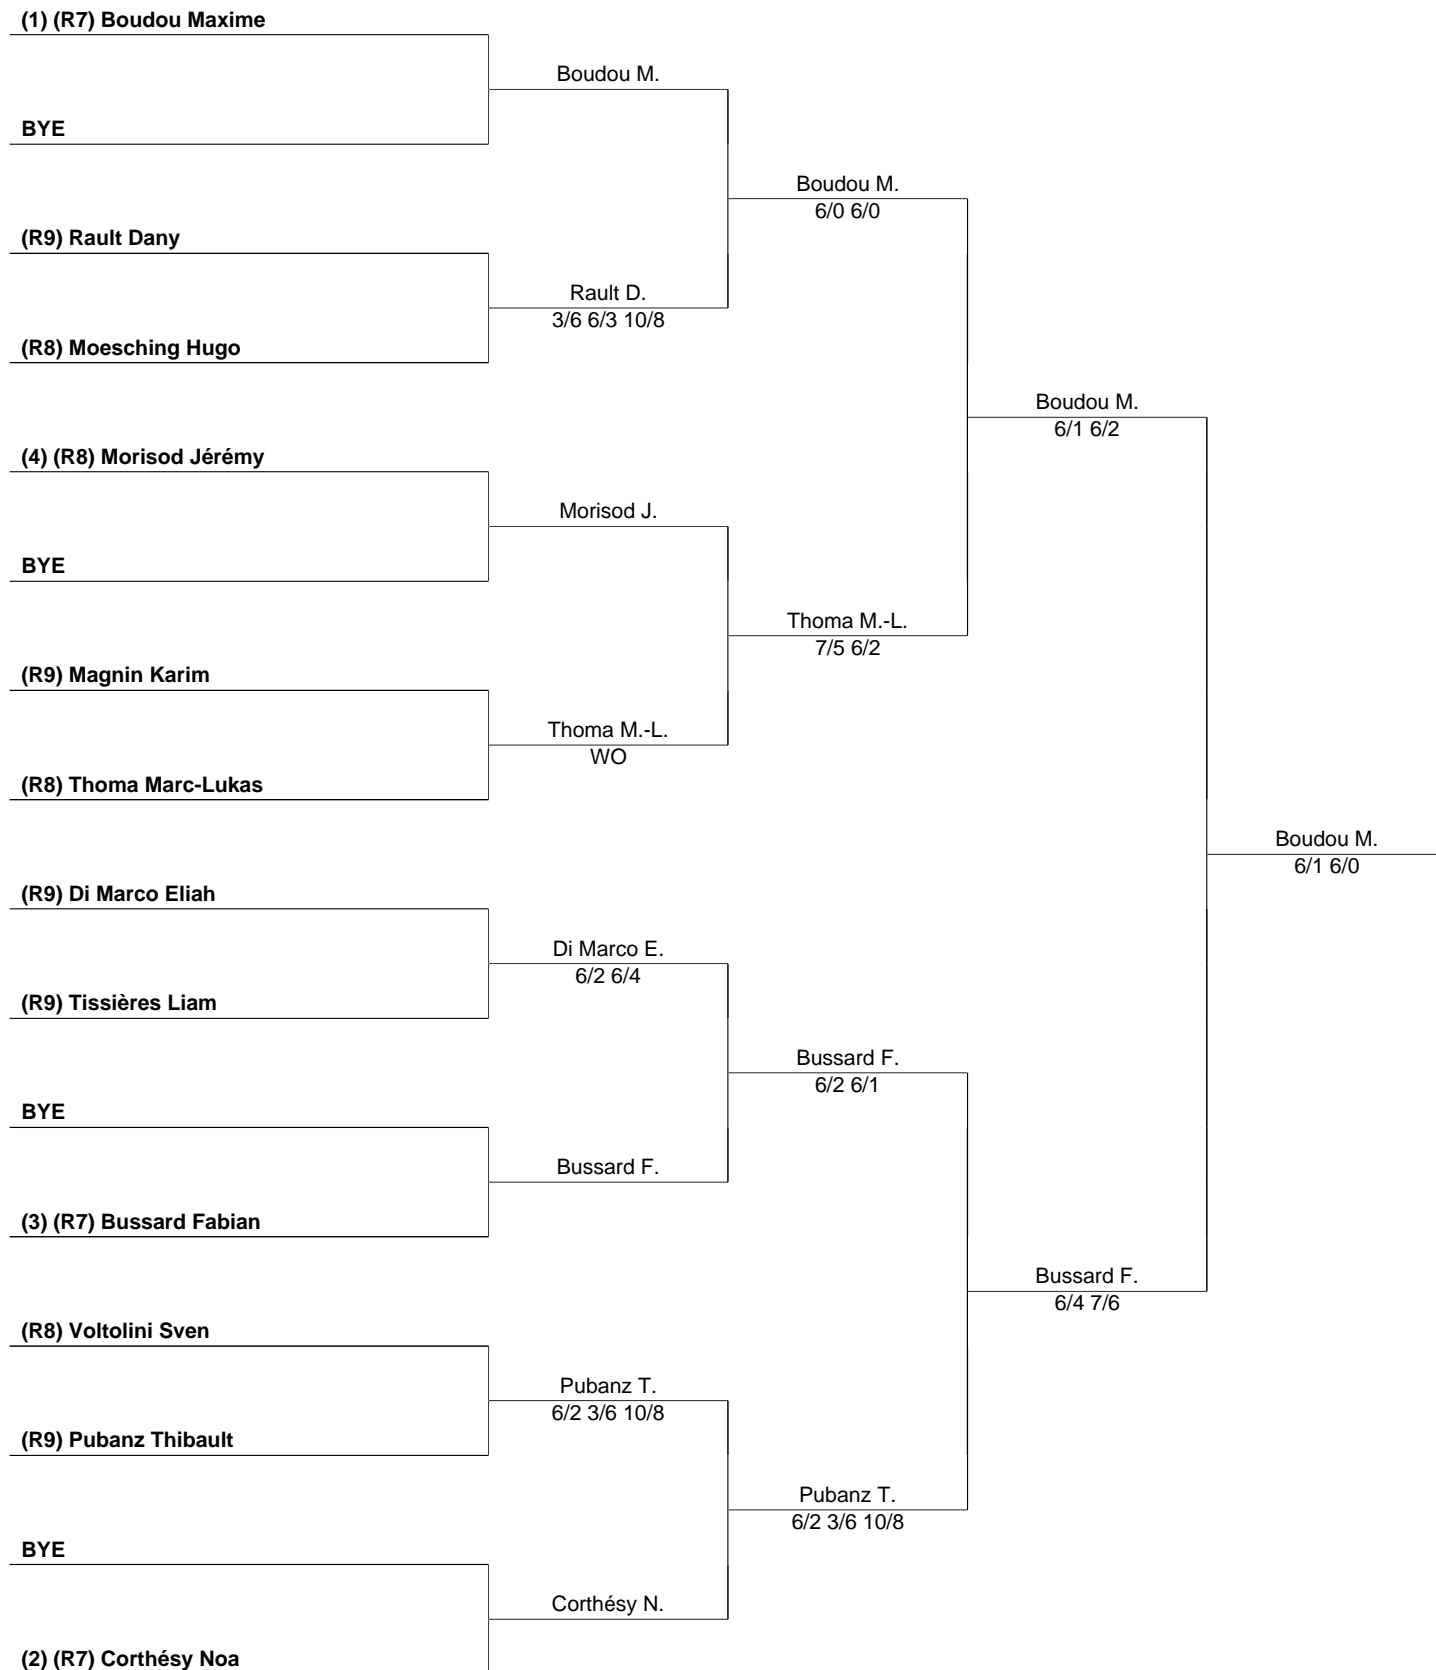 (1) (R7) Boudou Maxime
Boudou M.
BYE
Boudou M.
6/0 6/0
(R9) Rault Dany
Rault D.
3/6 6/3 10/8
(R8) Moesching Hugo
Boudou M.
6/1 6/2
(4) (R8) Morisod Jérémy
Morisod J.
BYE
Thoma M.-L.
7/5 6/2
(R9) Magnin Karim
Thoma M.-L.
WO
(R8) Thoma Marc-Lukas
Boudou M.
6/1 6/0
(R9) Di Marco Eliah
Di Marco E.
6/2 6/4
(R9) Tissières Liam
Bussard F.
6/2 6/1
BYE
Bussard F.
(3) (R7) Bussard Fabian
Bussard F.
6/4 7/6
(R8) Voltolini Sven
Pubanz T.
6/2 3/6 10/8
(R9) Pubanz Thibault
Pubanz T.
6/2 3/6 10/8
BYE
Corthésy N.
(2) (R7) Corthésy Noa